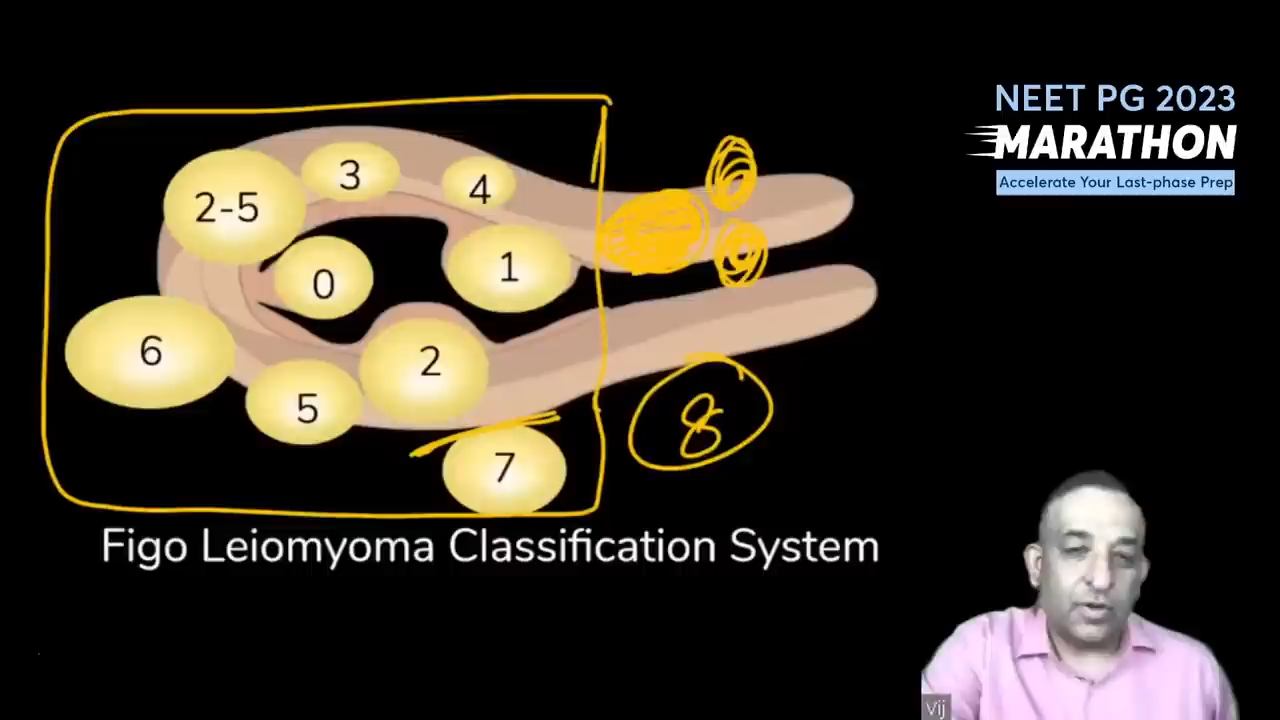 NEET PG 2023
MARATHON
Accelerate Your Last-phase Prep
3
4
2-5
1
0
6
2
5
8
7
Figo Leiomyoma Classification System
Vij